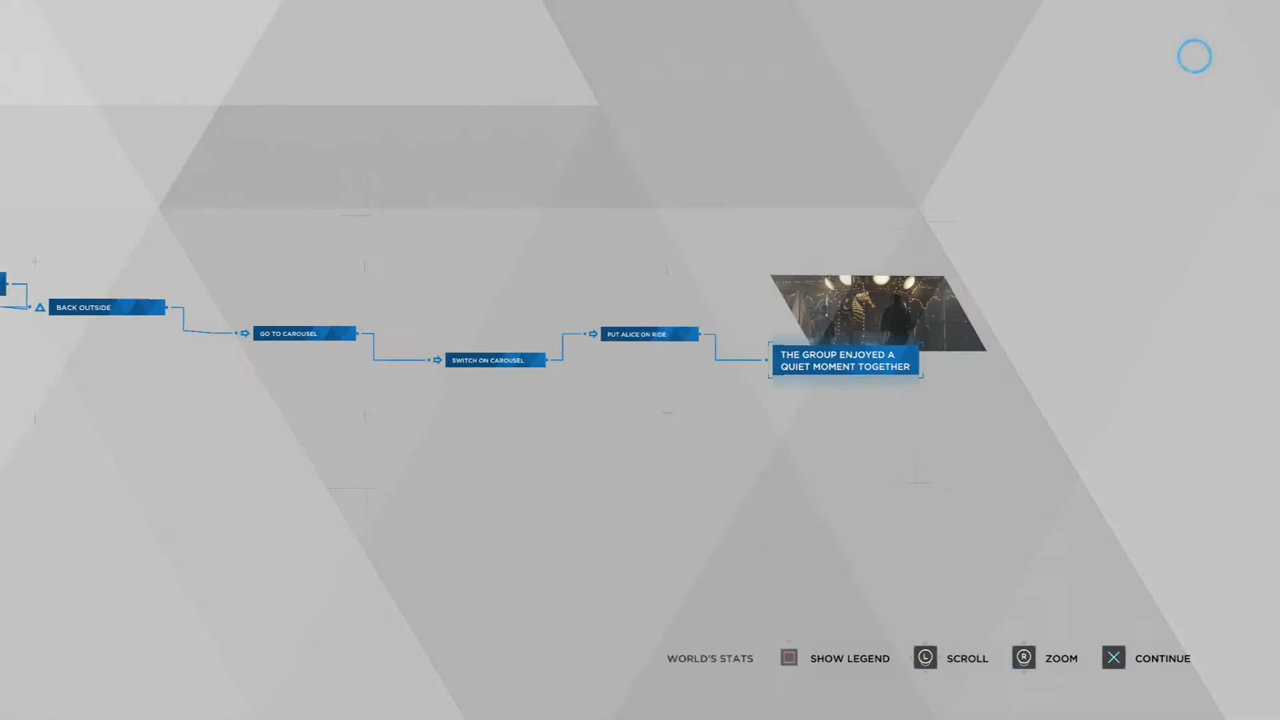 BACK OUTSIDE
GO TO CAROUSEL
SWITCH ON CAROUSEL
PUT ALICE ON RIDE
THE GROUP ENJOYED A
QUIET MOMENT TOGETHER
WORLD'S STATS
SHOW LEGEND
L
SCROLL
R
ZOOM
CONTINUE